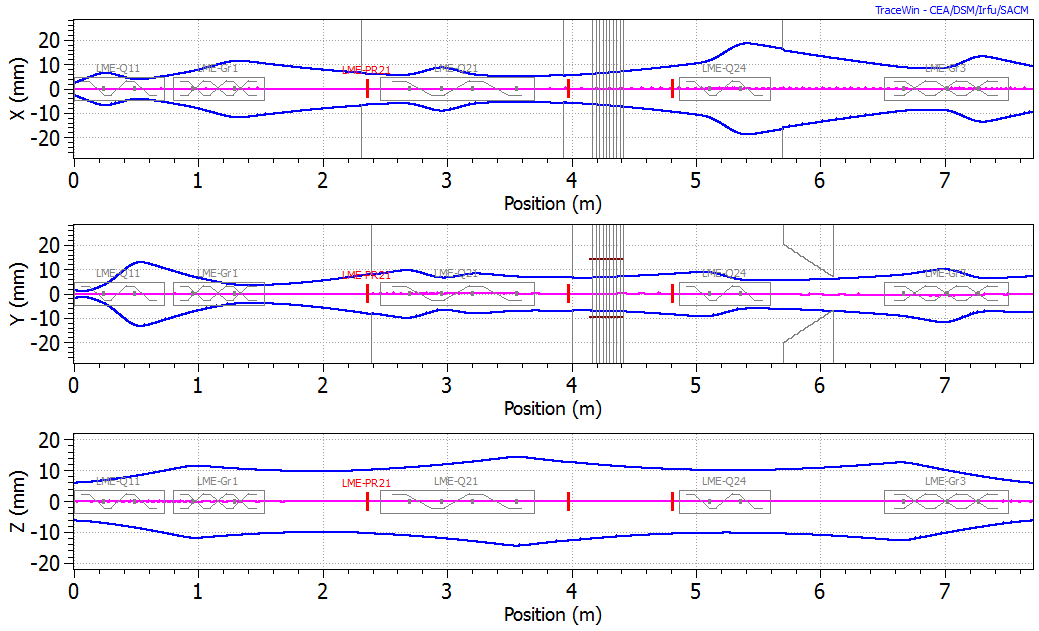 TraceWin - CEA/DSM/Irfu/SACM
X (mm)
20
10
0
-10
-20
LME-Q11
LME-Gr1
LME-PR21
LME-Q21
LME-Q24
LME-Gr3
0 1 2 3 4 5 6 7
Position (m)
Y (mm)
20
10
0
-10
-20
LME-Q11
LME-Gr1
LME-PR21
LME-Q21
LME-Q24
LME-Gr3
0 1 2 3 4 5 6 7
Position (m)
Z (mm)
20
10
0
-10
-20
LME-Q11
LME-Gr1
LME-PR21
LME-Q21
LME-Q24
LME-Gr3
0 1 2 3 4 5 6 7
Position (m)